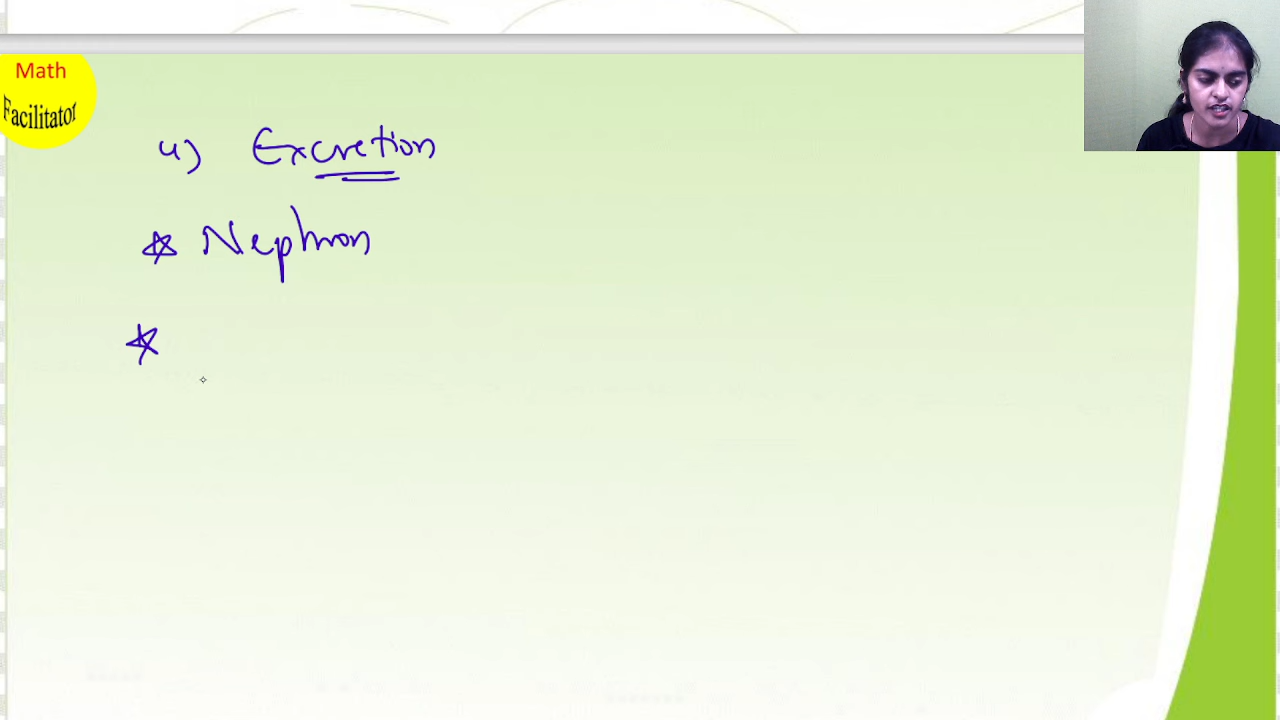 Math
Facilitator
4) Excretion
☆ Nephron
☆